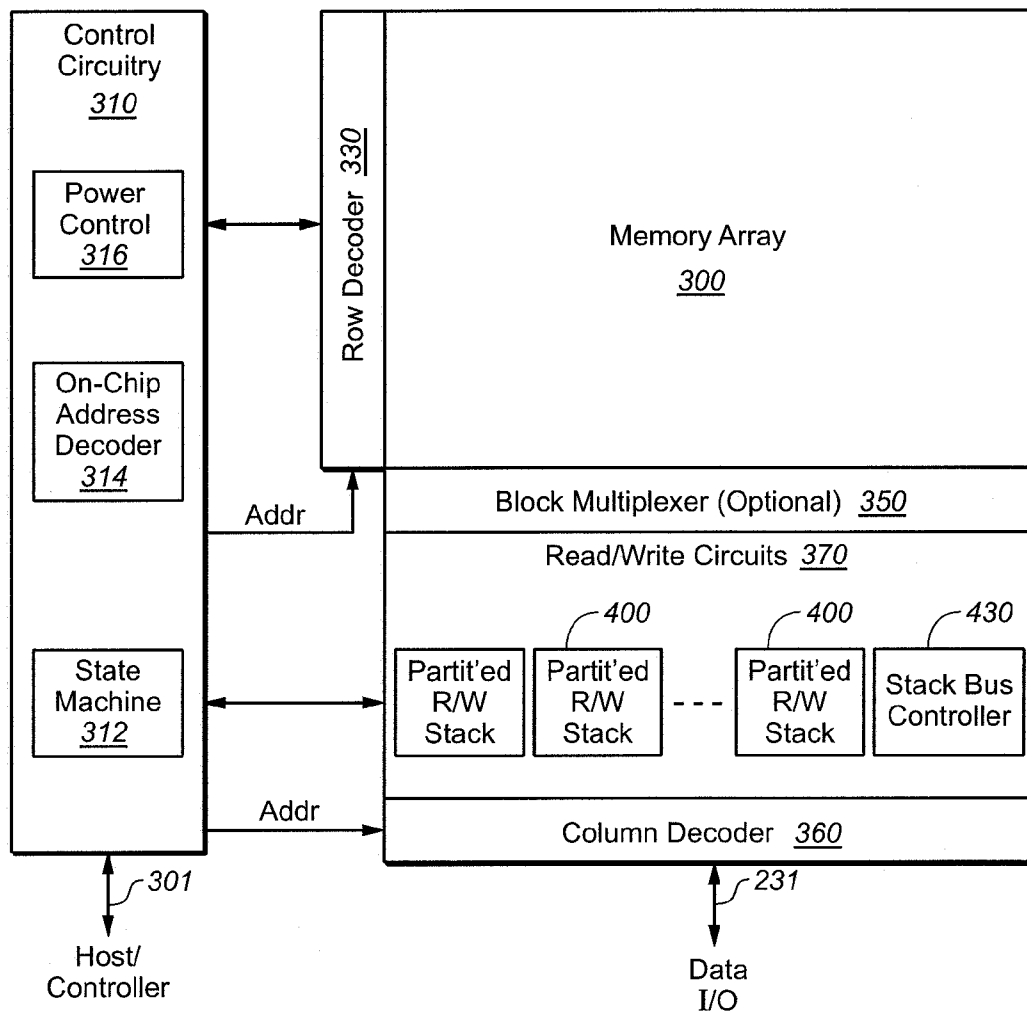 Control
Circuitry
310
Power
Control
316
On-Chip
Address
Decoder
314
State
Machine
312
Addr
Addr
301
Host/
Controller
Row Decoder 330
Memory Array
300
Block Multiplexer (Optional) 350
Read/Write Circuits 370
400
400
430
Partit'ed
R/W
Stack
Partit'ed
R/W
Stack
Partit'ed
R/W
Stack
Stack Bus
Controller
Column Decoder 360
231
Data
I/O